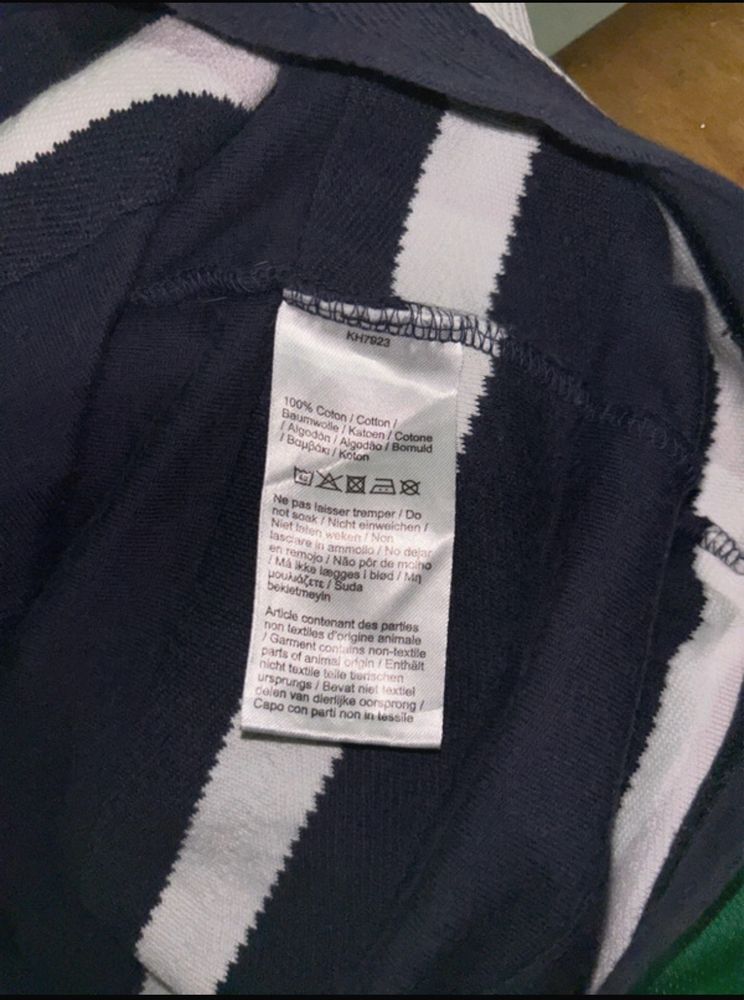 KH7923
100% Coton / Cotton /
Baumwolle / Katoen / Cotone
/ Algodón / Algodão / Bomuld
/ Βαμβάκι / Koton
40
Ne pas laisser tremper / Do
not soak / Nicht einweichen /
Niet laten weken / Non
lasciare in ammollo / No dejar
en remojo / Não pôr de molho
/ Må ikke lægges i blød / Μη
μουλιάζετε / Suda
bekletmeyin
Article contenant des parties
non textiles d'origine animale
/ Garment contains non-textile
parts of animal origin / Enthält
nicht textile teile tierischen
ursprungs / Bevat niet textiel
delen van dierlijke oorsprong /
Capo con parti non in tessile